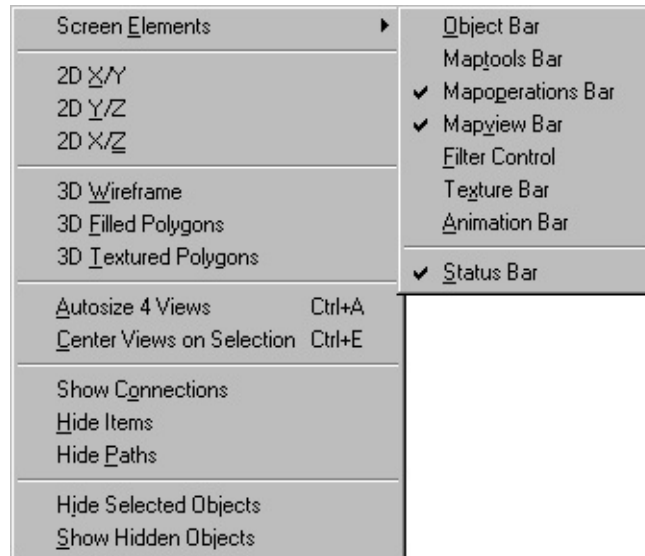 Screen Elements
2D X/Y
2D Y/Z
2D X/Z
3D Wireframe
3D Filled Polygons
3D Textured Polygons
Autosize 4 Views Ctrl+A
Center Views on Selection Ctrl+E
Show Connections
Hide Items
Hide Paths
Hide Selected Objects
Show Hidden Objects
Object Bar
Maptools Bar
Mapoperations Bar
Mapview Bar
Filter Control
Texture Bar
Animation Bar
Status Bar